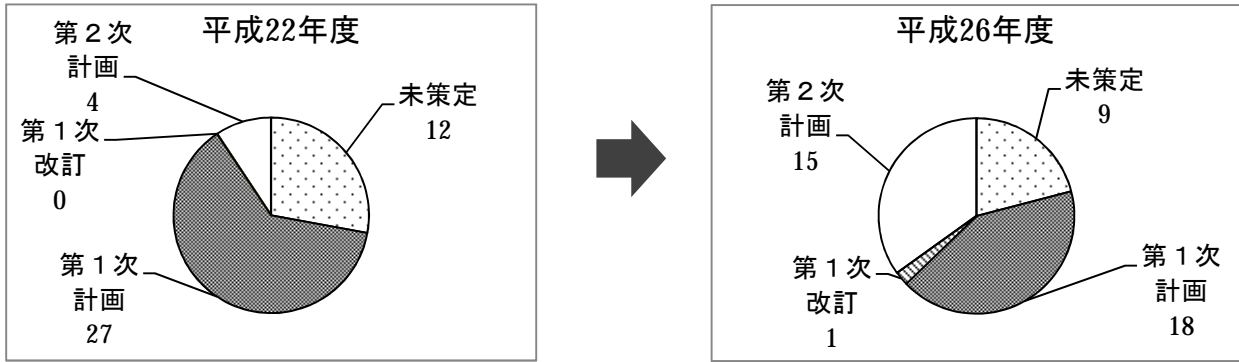 平成22年度
第２次
計画
4
未策定
12
第１次
改訂
0
第１次
計画
27
平成26年度
第２次
計画
15
未策定
9
第１次
改訂
1
第１次
計画
18